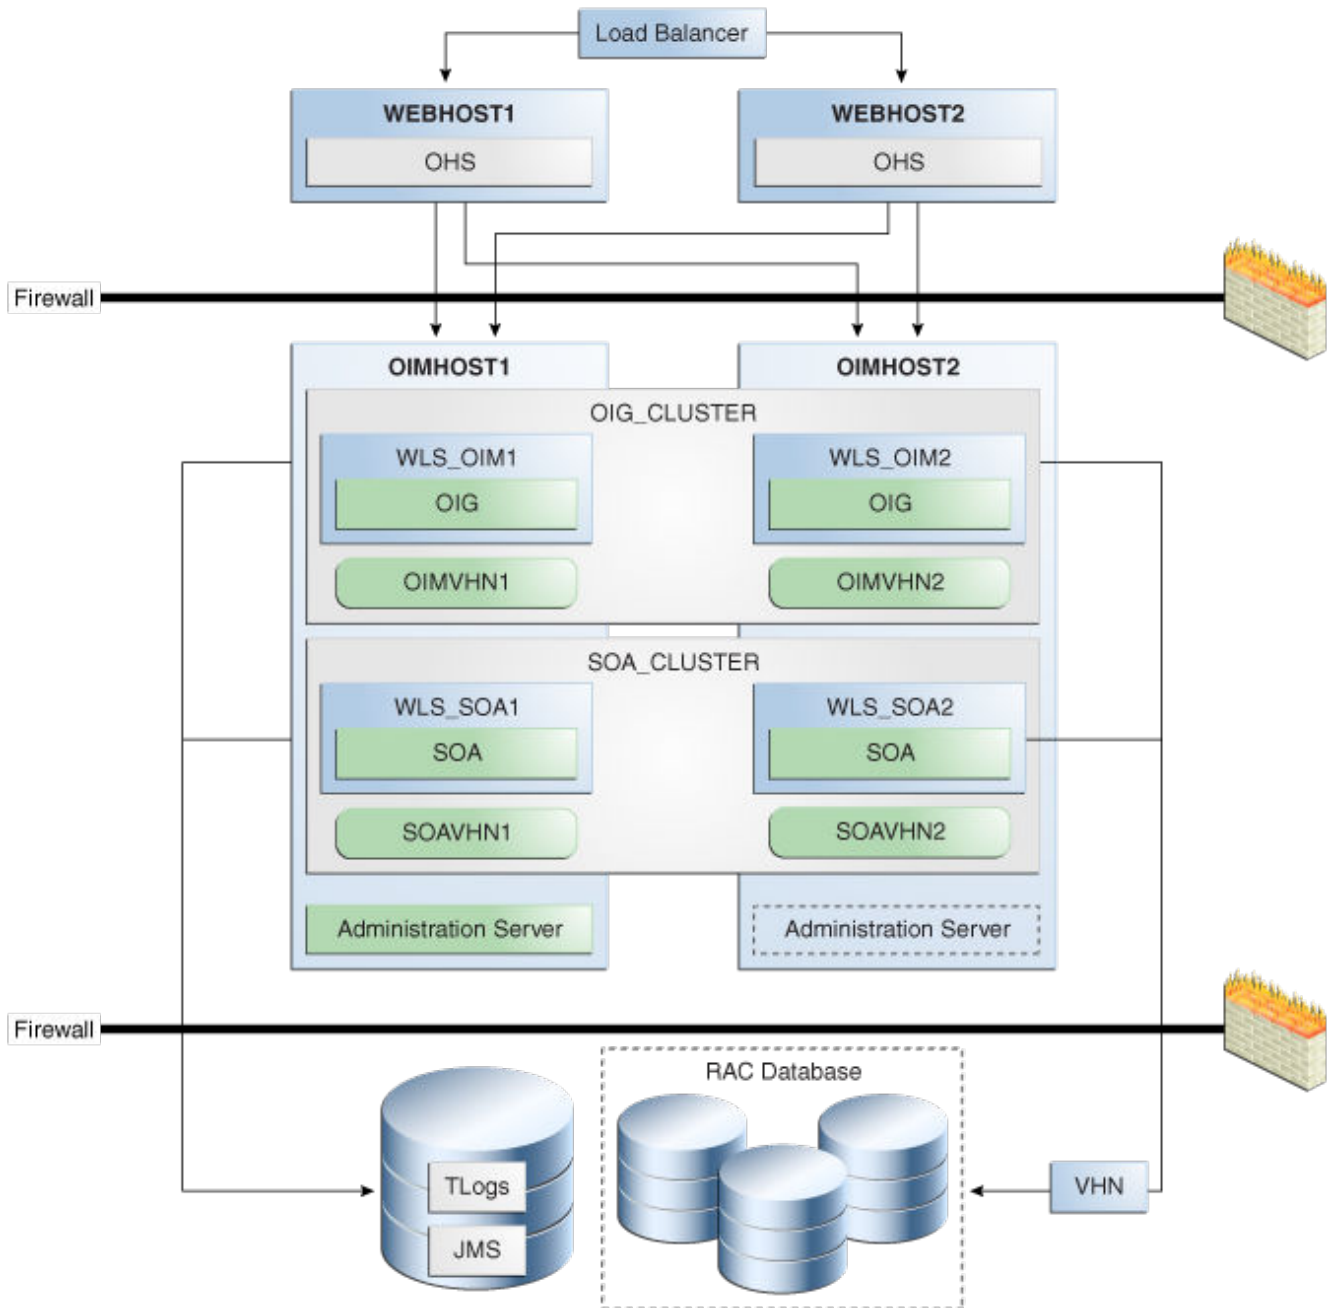 Load Balancer
WEBHOST1
WEBHOST2
OHS
OHS
Firewall
OIMHOST1
OIMHOST2
OIG_CLUSTER
WLS_OIM1
WLS_OIM2
OIG
OIG
OIMVHN1
OIMVHN2
SOA_CLUSTER
WLS_SOA1
WLS_SOA2
SOA
SOA
SOAVHN1
SOAVHN2
Administration Server
Administration Server
Firewall
RAC Database
TLogs
VHN
JMS